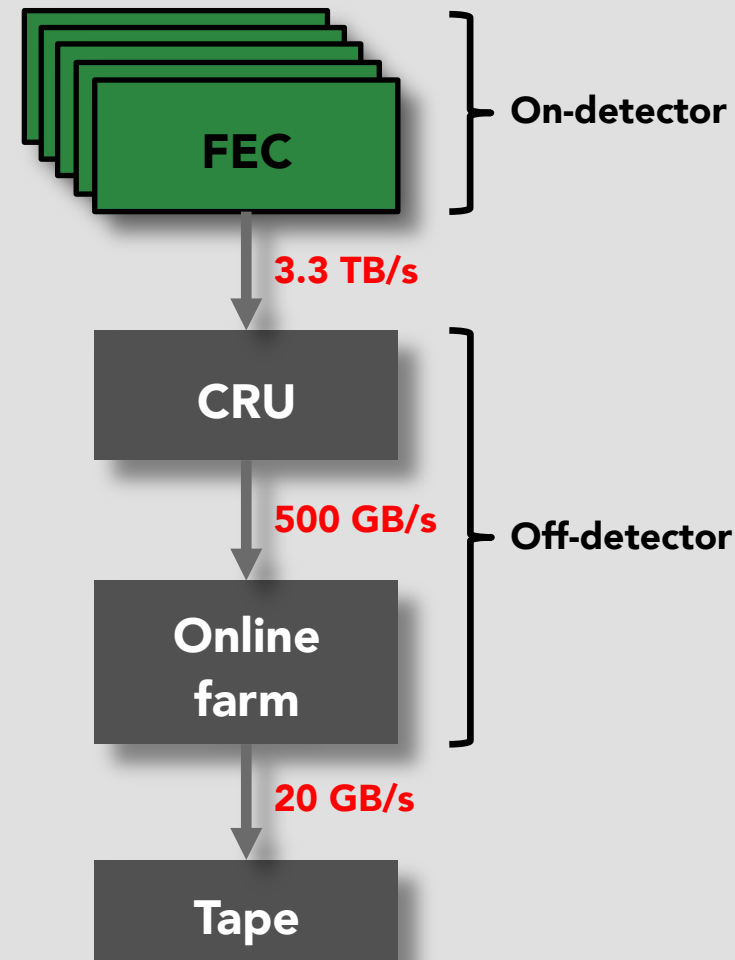 FEC
On-detector
3.3 TB/s
CRU
500 GB/s
Off-detector
Online
farm
20 GB/s
Tape